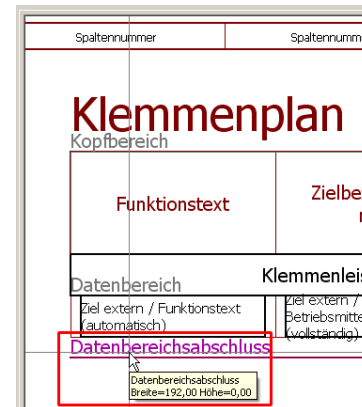 Spaltennummer Spaltennumm
Klemmenplan
Kopfbereich
Funktionstext Zielbe
Klemmenleis
Datenbereich
Ziel extern / Funktionstext
(automatisch)
Ziel extern /
Betriebsmitte
(vollständig)
Datenbereichsabschluss
Datenbereichsabschluss
Breite=192,00 Höhe=0,00